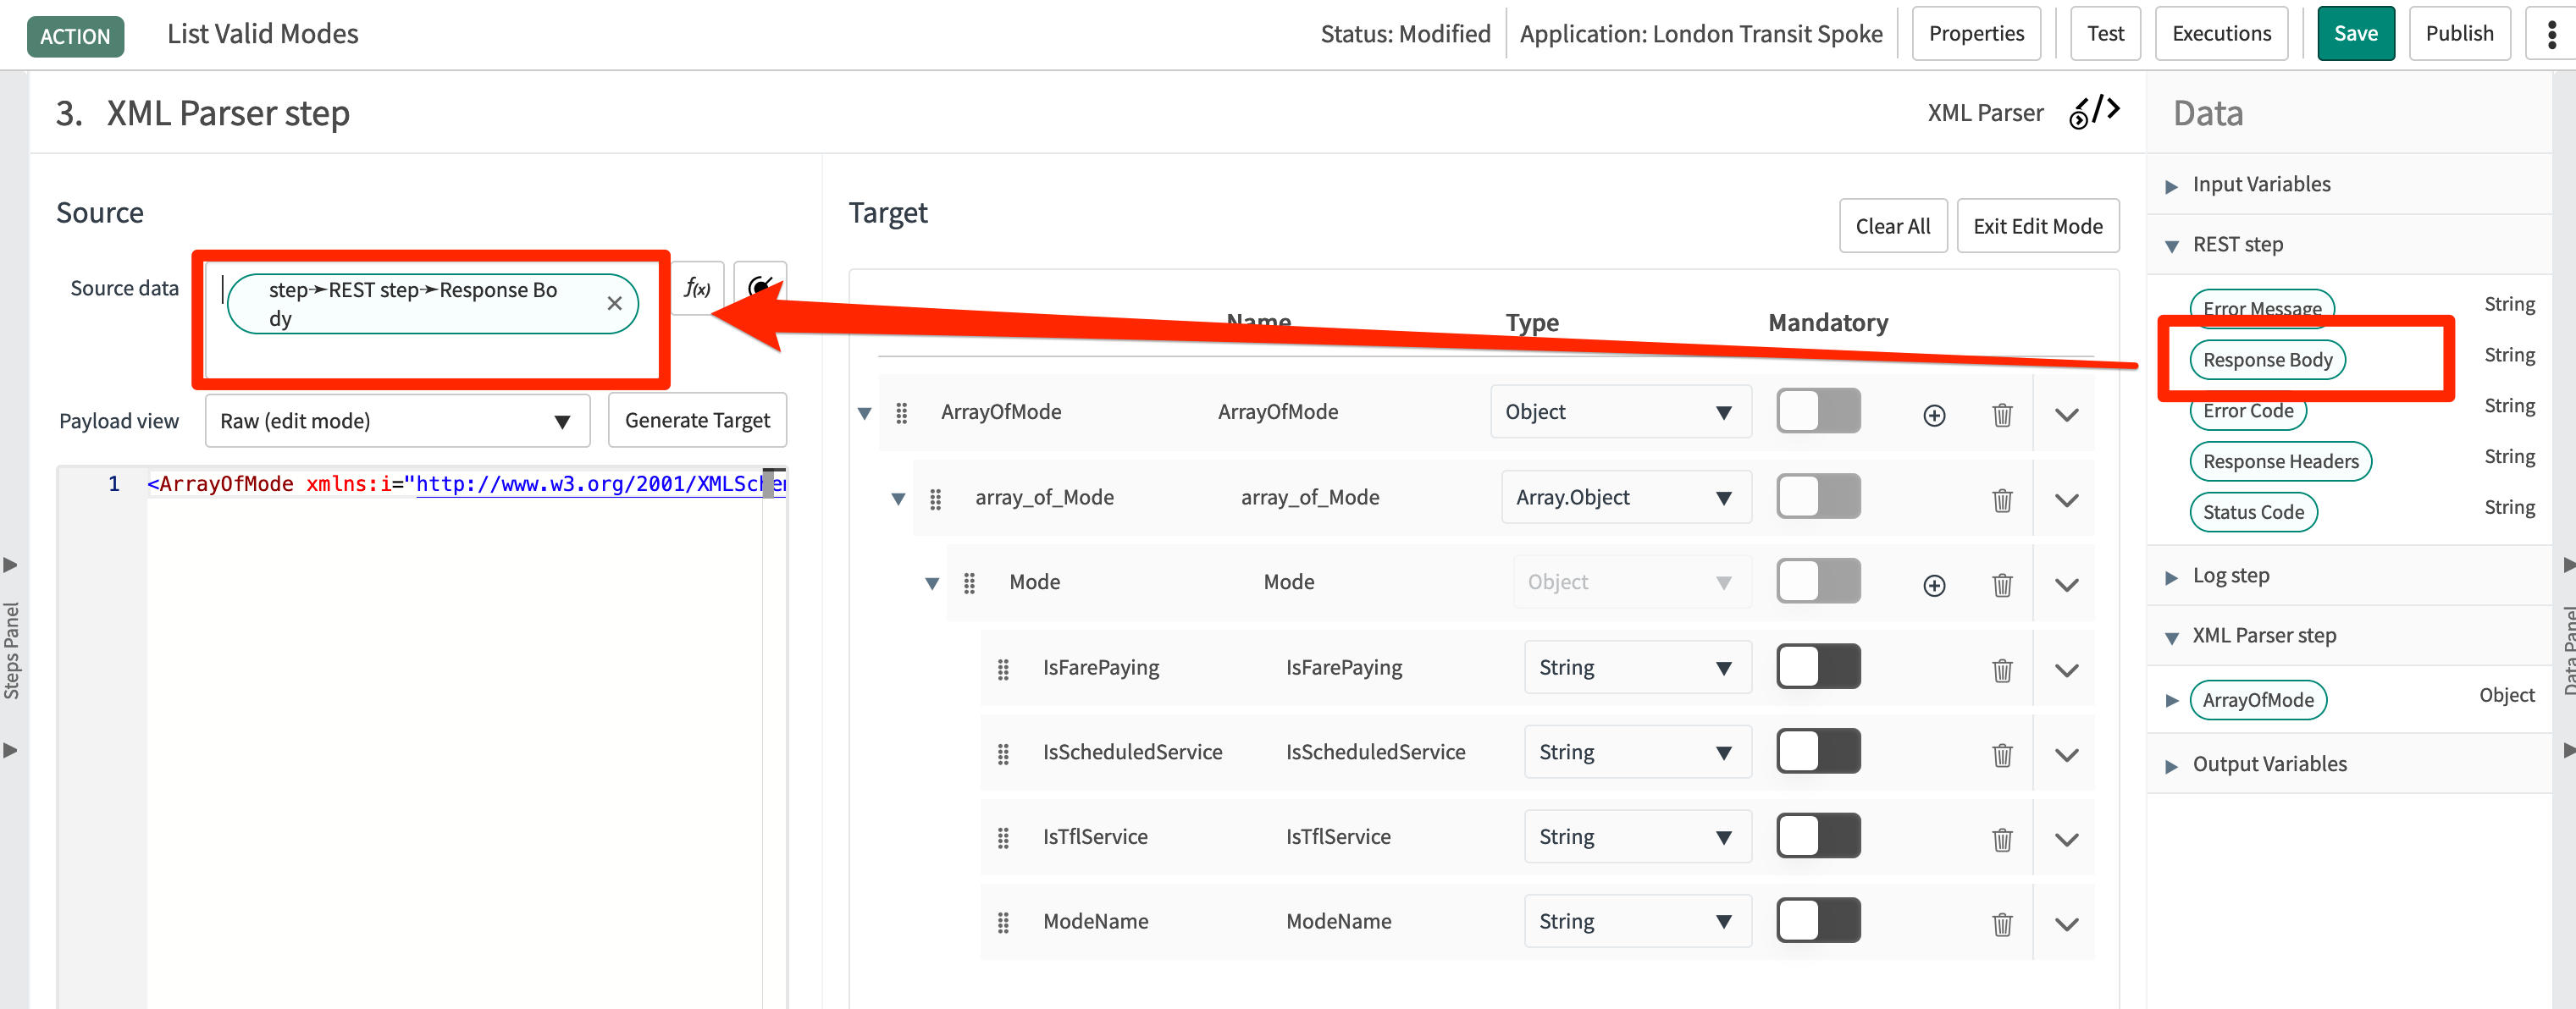 ACTION
List Valid Modes
Status: Modified
Application: London Transit Spoke
Properties
Test
Executions
Save
Publish
3. XML Parser step
XML Parser
Data
Source
Source data
step➛REST step➛Response Bo
dy
f(x)
Payload view
Raw (edit mode)
Generate Target
1
<ArrayOfMode xmlns:i="http://www.w3.org/2001/XMLSchem
Target
Clear All
Exit Edit Mode
Name
Type
Mandatory
ArrayOfMode ArrayOfMode Object
array_of_Mode array_of_Mode Array.Object
Mode Mode Object
IsFarePaying IsFarePaying String
IsScheduledService IsScheduledService String
IsTflService IsTflService String
ModeName ModeName String
Input Variables
REST step
Error Message String
Response Body String
Error Code String
Response Headers String
Status Code String
Log step
XML Parser step
ArrayOfMode Object
Output Variables
Steps Panel
Data Panel